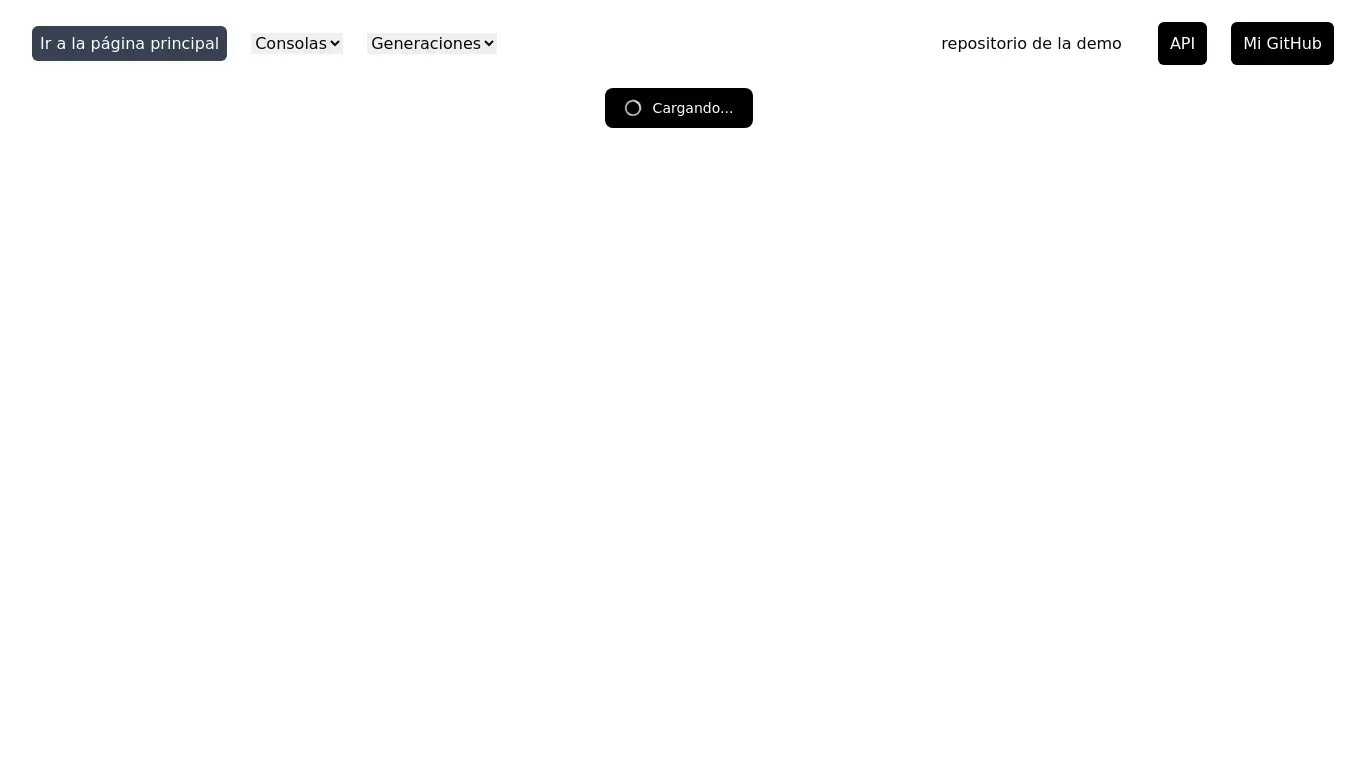 Ir a la página principal
Consolas
Generaciones
repositorio de la demo
API
Mi GitHub
Cargando...